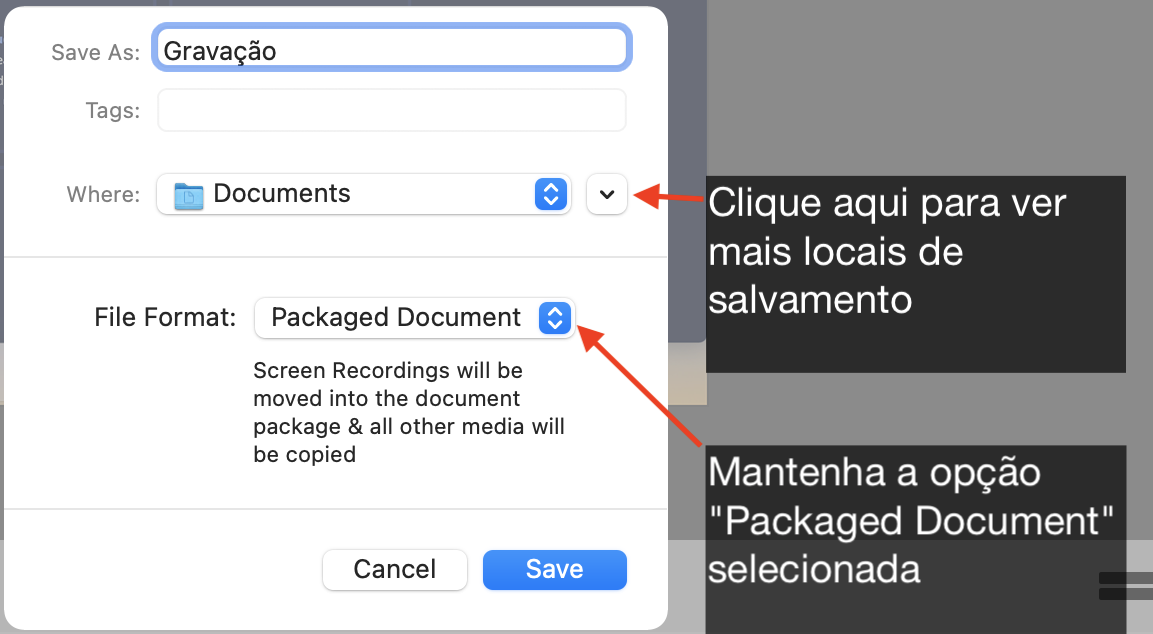 Save As: Gravação
Tags:
Where: Documents
Clique aqui para ver
mais locais de
salvamento
File Format: Packaged Document
Screen Recordings will be
moved into the document
package & all other media will
be copied
Mantenha a opção
"Packaged Document"
selecionada
Cancel Save